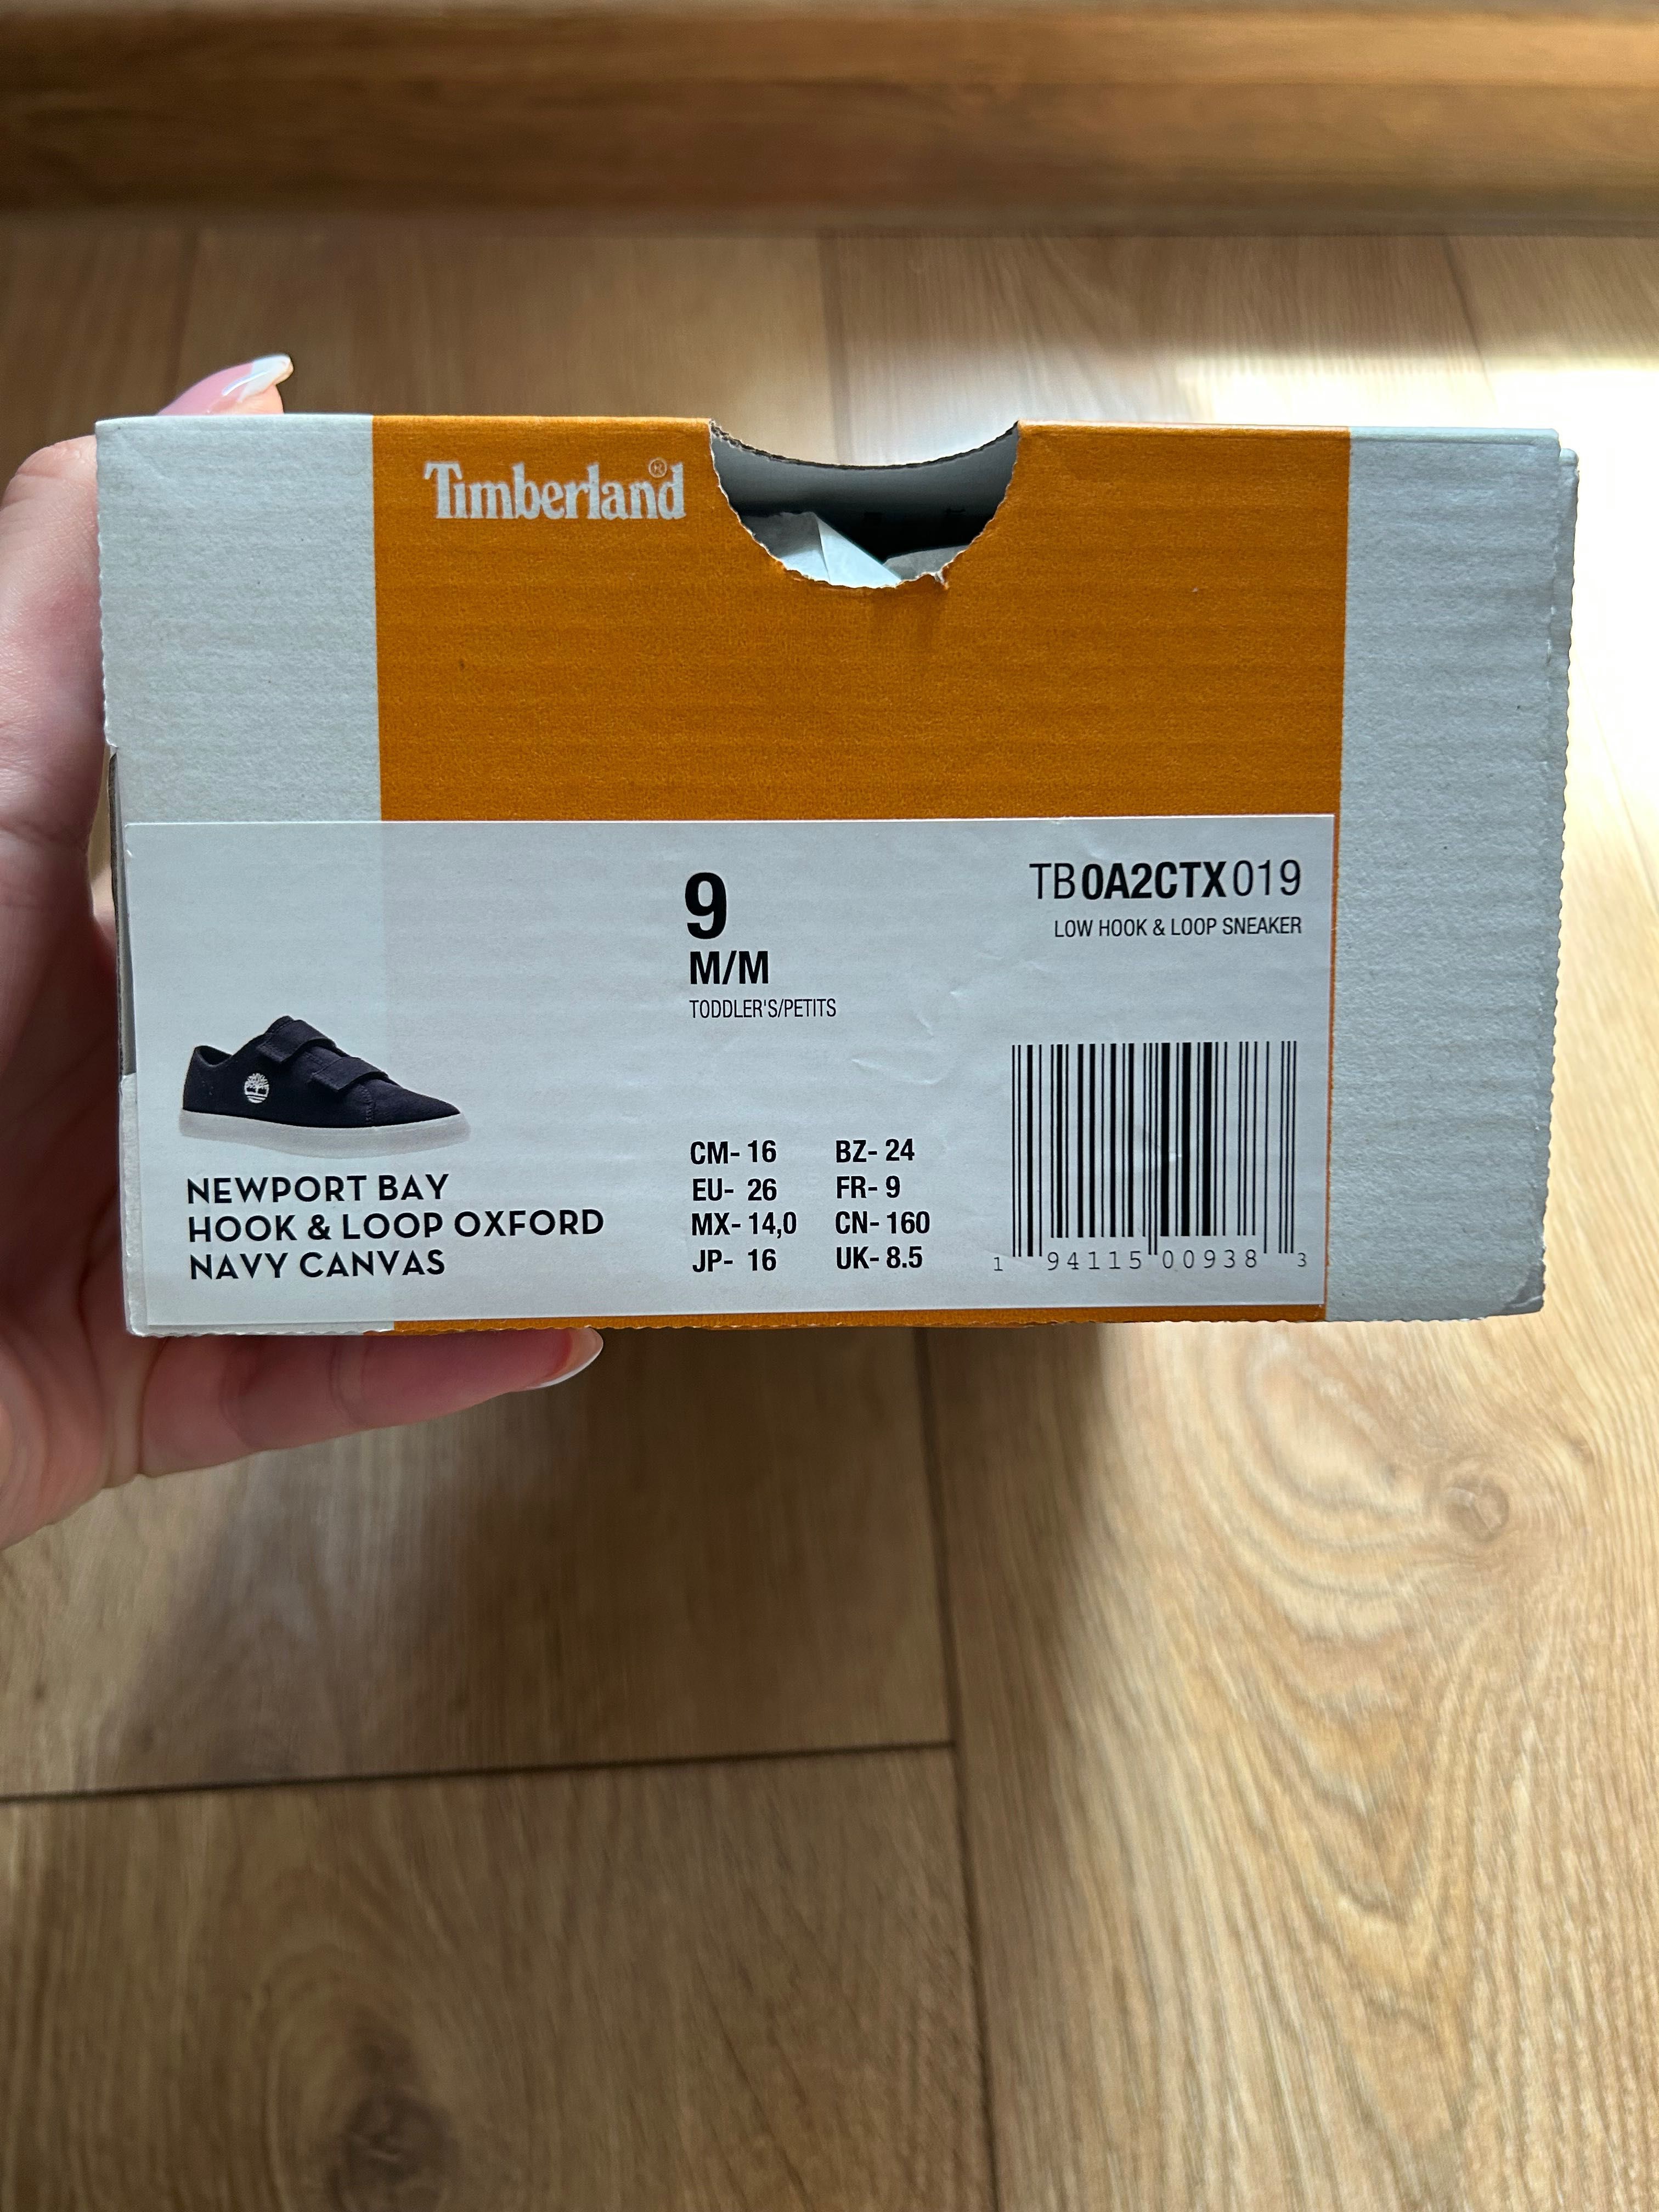 Timberland®
9
M/M
TODDLER'S/PETITS
TB0A2CTX019
LOW HOOK & LOOP SNEAKER
NEWPORT BAY
HOOK & LOOP OXFORD
NAVY CANVAS
CM- 16 BZ- 24
EU- 26 FR- 9
MX- 14,0 CN- 160
JP- 16 UK- 8.5
1 94115 00938 3